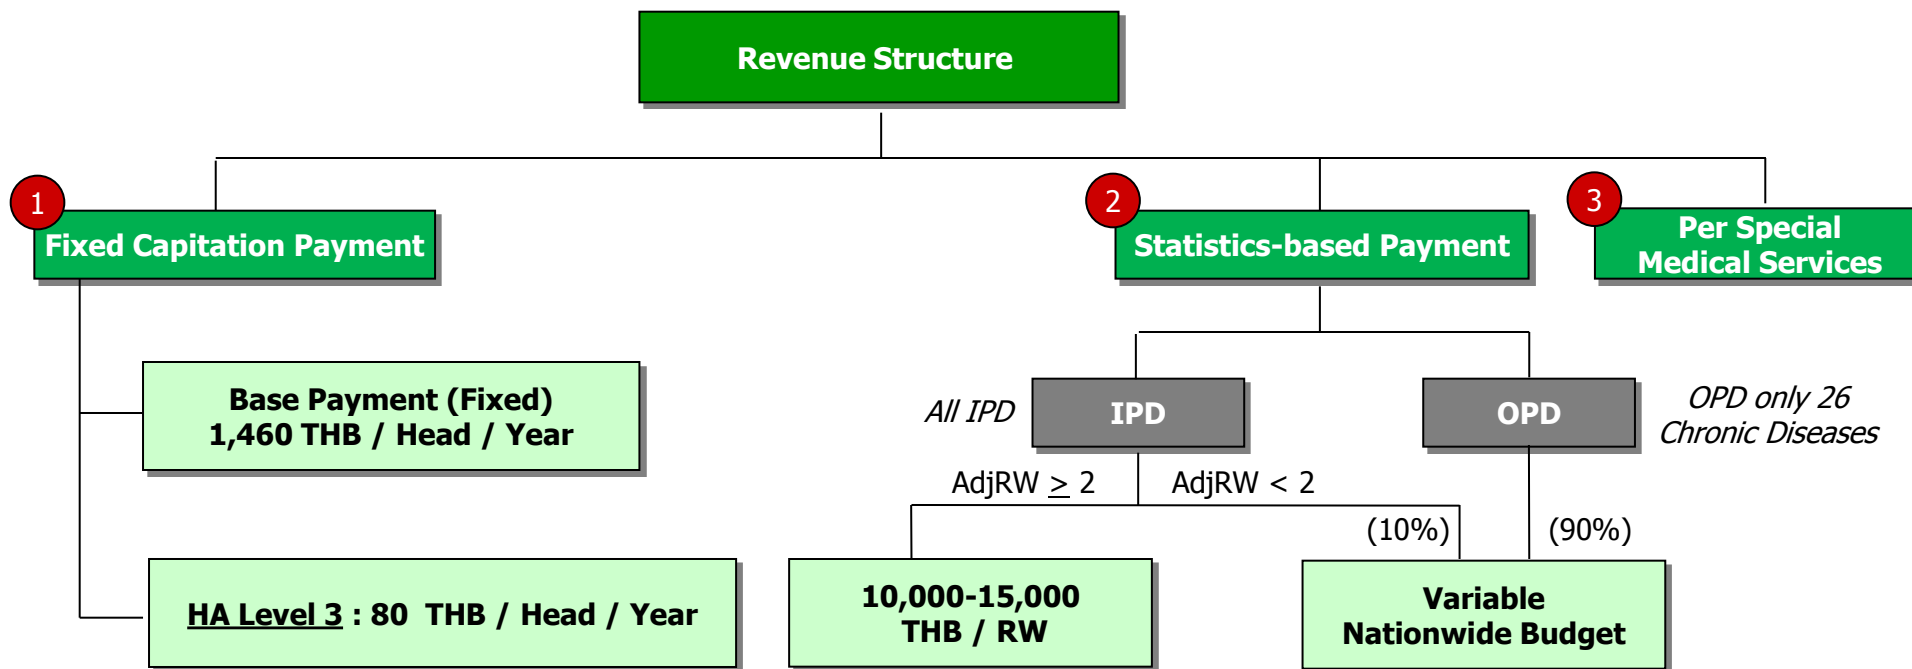 Revenue Structure
1
Fixed Capitation Payment
2
Statistics-based Payment
3
Per Special
Medical Services
Base Payment (Fixed)
1,460 THB / Head / Year
HA Level 3 : 80 THB / Head / Year
All IPD
IPD
OPD
OPD only 26
Chronic Diseases
AdjRW ≥ 2
AdjRW < 2
(10%)
(90%)
10,000-15,000
THB / RW
Variable
Nationwide Budget